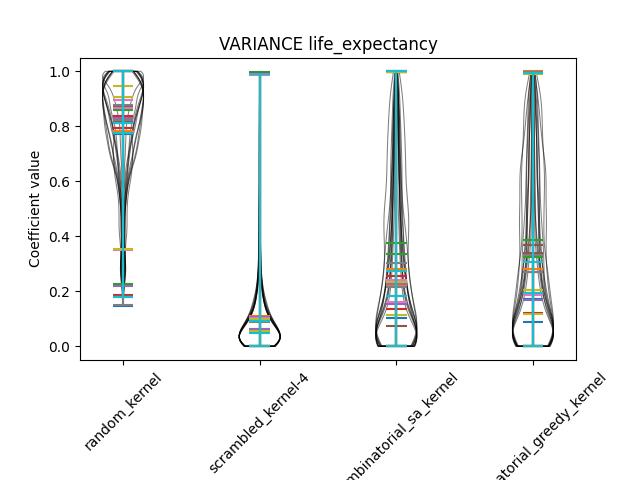 VARIANCE life_expectancy
Coefficient value
1.0
0.8
0.6
0.4
0.2
0.0
random_kernel
scrambled_kernel-4
mbinatorial_sa_kernel
atorial_greedy_kernel